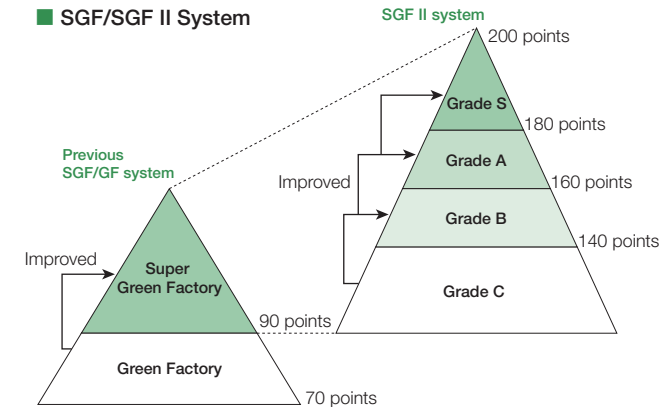 SGF/SGF II System
SGF II system
200 points
Grade S
180 points
Previous
SGF/GF system
Grade A
Improved
160 points
Grade B
140 points
Improved
Super
Green Factory
Grade C
90 points
Green Factory
70 points